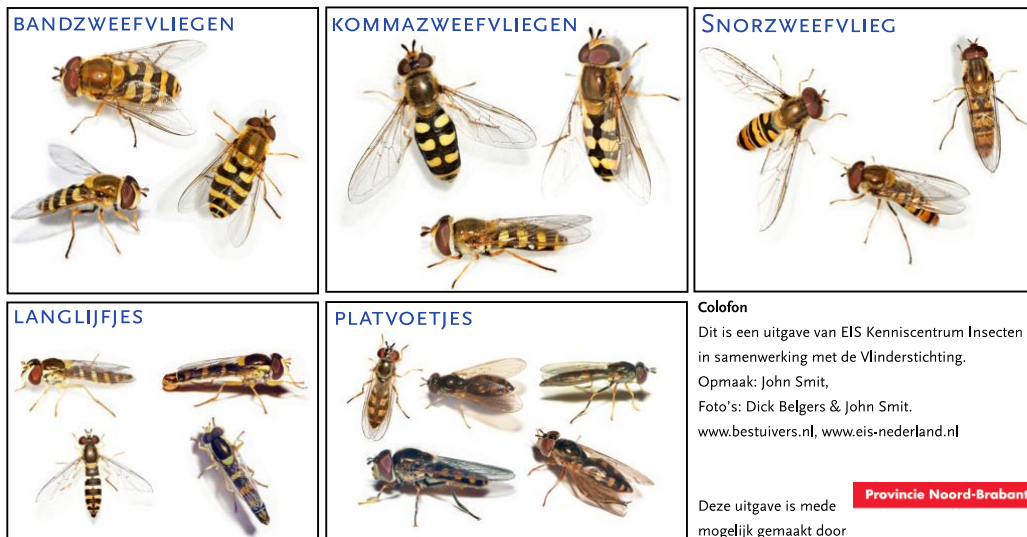 BANDZWEEFVLIEGEN
KOMMAZWEEFVLIEGEN
SNORZWEEFVLIEG
LANGLIJFJES
PLATVOETJES
Colofon
Dit is een uitgave van EIS Kenniscentrum Insecten
in samenwerking met de Vlinderstichting.
Opmaak: John Smit,
Foto's: Dick Belgers & John Smit.
www.bestuivers.nl, www.eis-nederland.nl
Deze uitgave is mede
mogelijk gemaakt door
Provincie Noord-Brabant